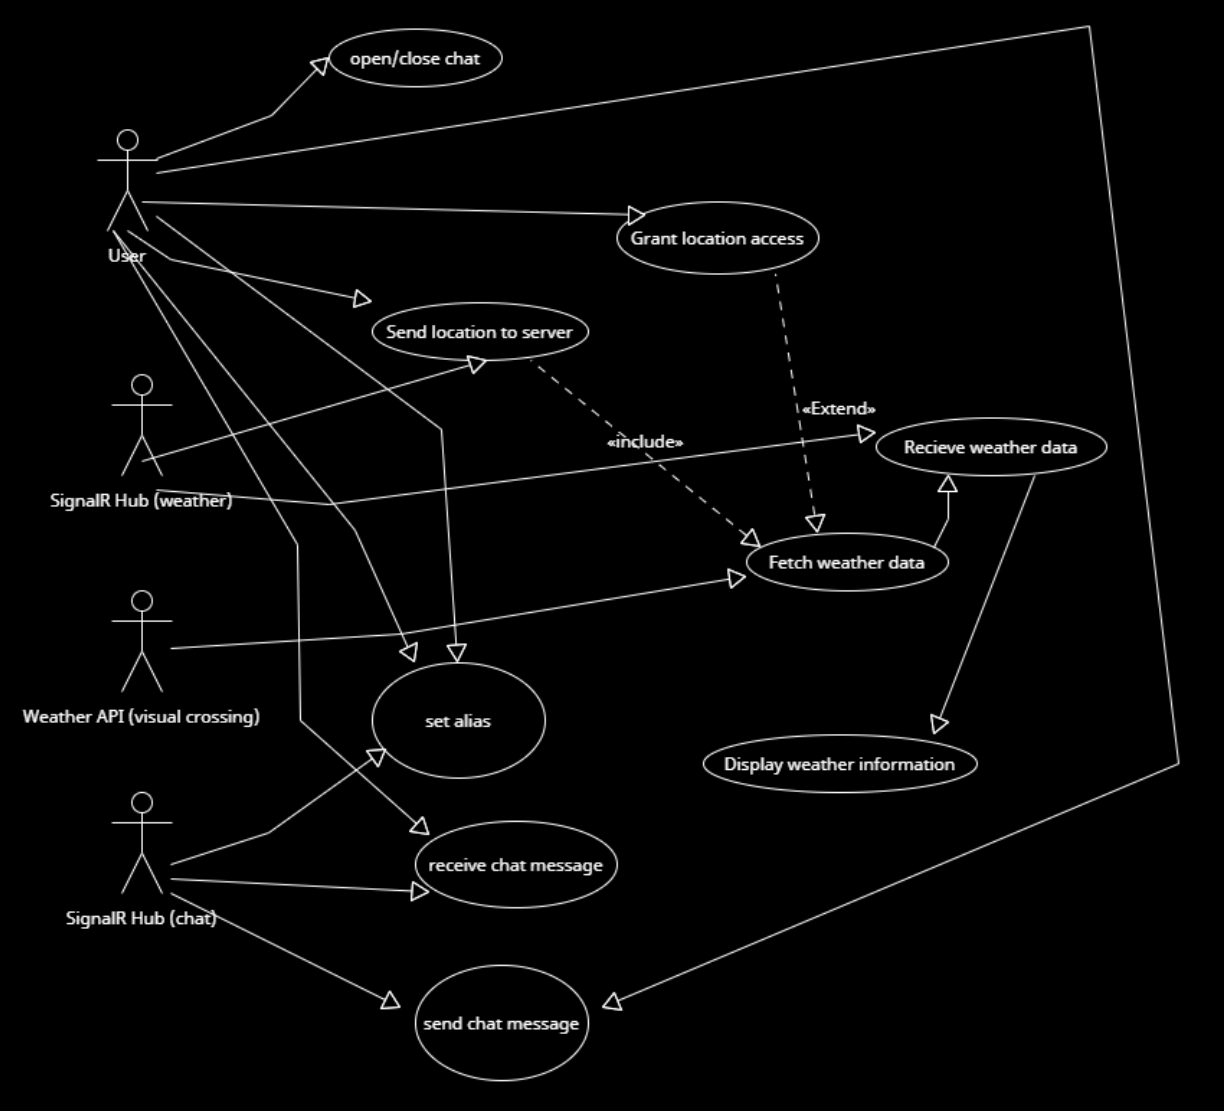 open/close chat
User
Grant location access
Send location to server
«Extend»
«include»
Recieve weather data
SignalR Hub (weather)
Fetch weather data
Weather API (visual crossing)
set alias
Display weather information
receive chat message
SignalR Hub (chat)
send chat message